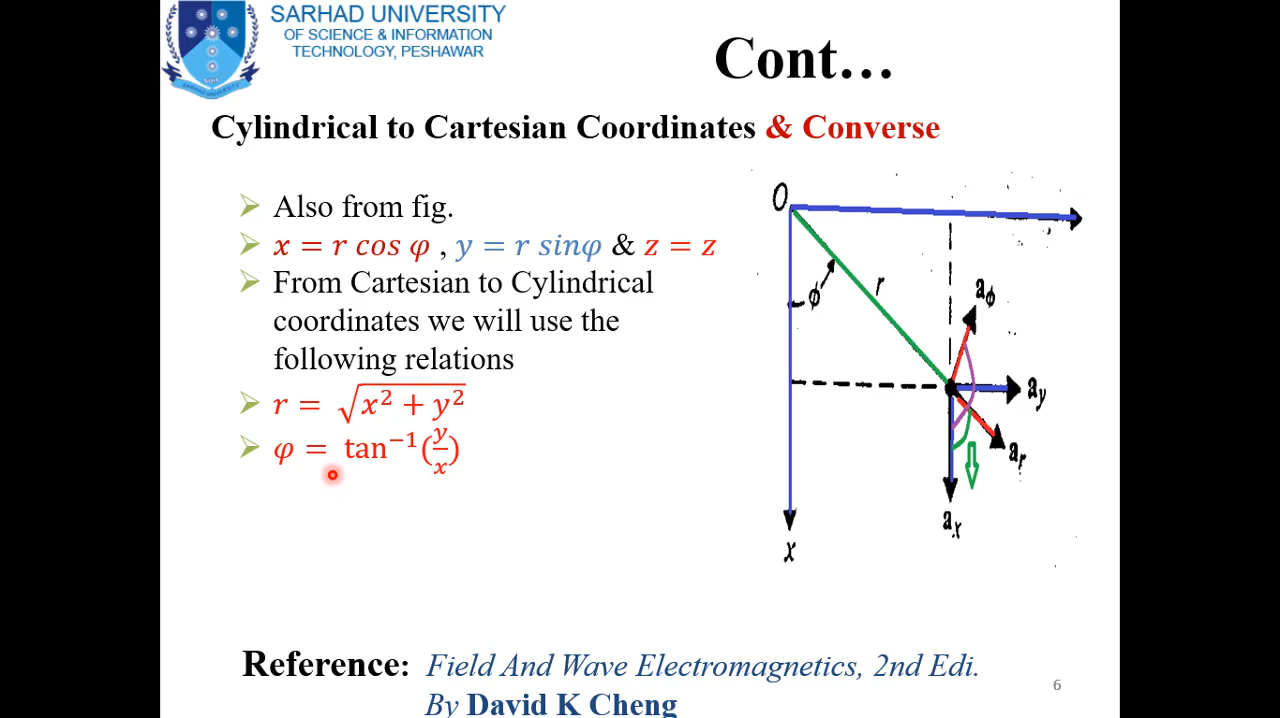 SARHAD UNIVERSITY
OF SCIENCE & INFORMATION
TECHNOLOGY, PESHAWAR
Cont…
Cylindrical to Cartesian Coordinates & Converse
Also from fig.
x = r cos φ , y = r sinφ & z = z
From Cartesian to Cylindrical
coordinates we will use the
following relations
r = √(x² + y²)
φ = tan⁻¹(y/x)
O
ϕ
r
aϕ
ay
ar
ax
x
Reference: Field And Wave Electromagnetics, 2nd Edi.
By David K Cheng
6